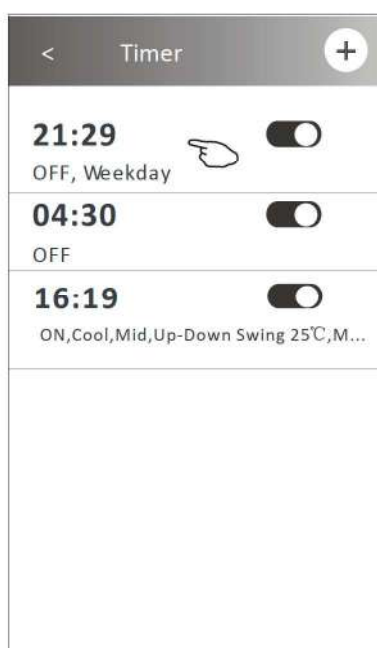 < Timer +
21:29
OFF, Weekday
04:30
OFF
16:19
ON,Cool,Mid,Up-Down Swing 25℃,M...